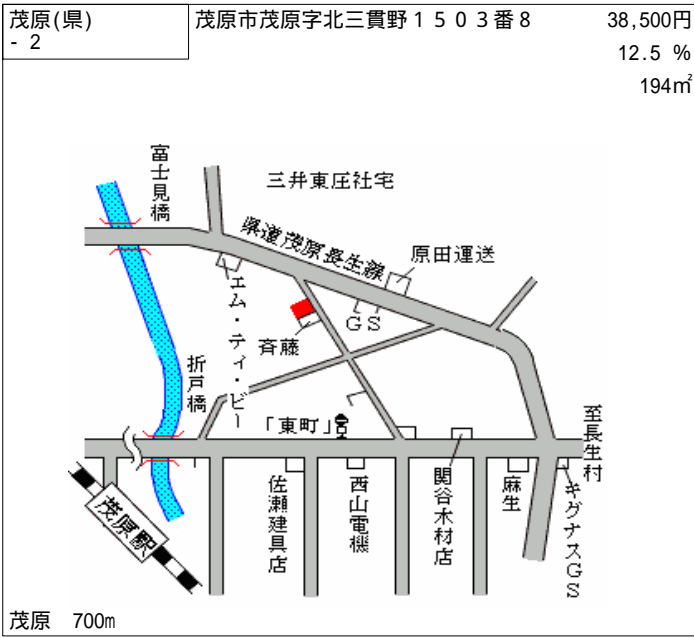 茂原(県)
- 2
茂原市茂原字北三貫野１５０３番８
38,500円
12.5 %
194㎡
富士見橋
三井東圧社宅
県道茂原長生線
原田運送
エム・ティ・ビー
GS
斉藤
折戸橋
「東町」
至長生村
茂原駅
佐瀬建具店
西山電機
関谷木材店
麻生
キグナスGS
茂原 700m